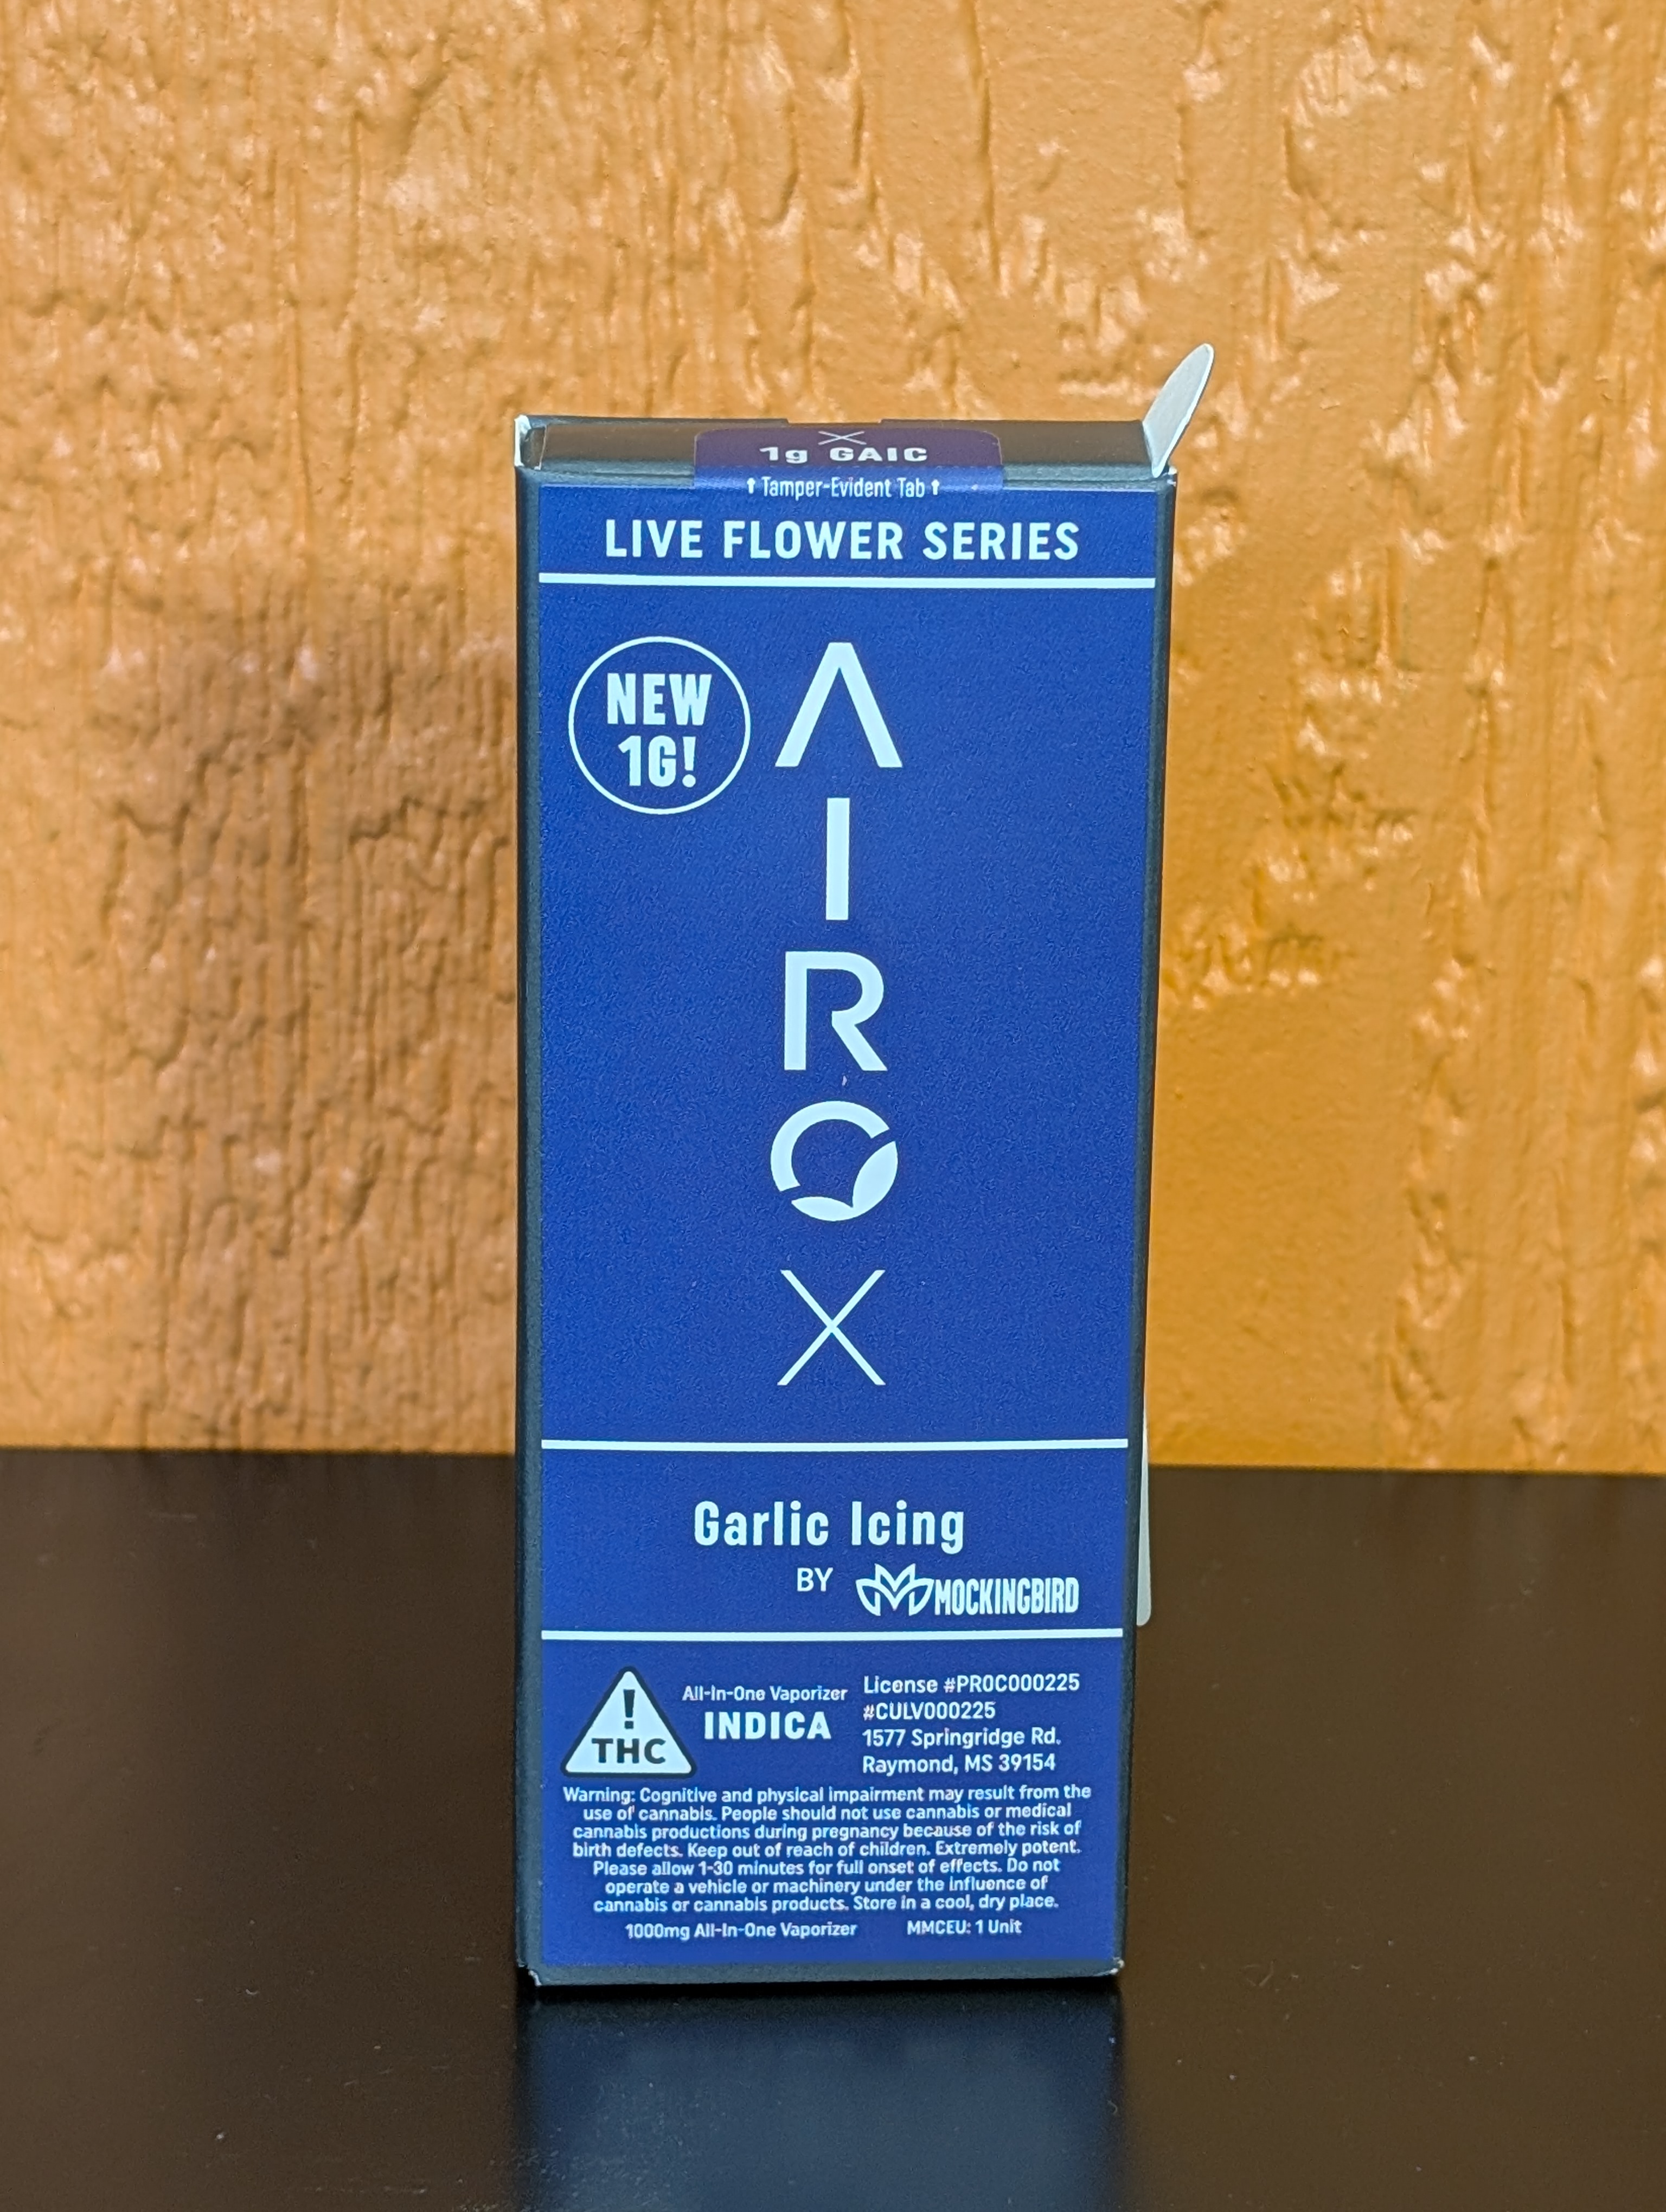 X
1g GAIC
⬆ Tamper-Evident Tab ⬆
LIVE FLOWER SERIES
NEW
1G!
AIRO
X
Garlic Icing
BY MOCKINGBIRD
!
THC
All-In-One Vaporizer
INDICA
License #PROC000225
#CULV000225
1577 Springridge Rd.
Raymond, MS 39154
Warning: Cognitive and physical impairment may result from the
use of cannabis. People should not use cannabis or medical
cannabis productions during pregnancy because of the risk of
birth defects. Keep out of reach of children. Extremely potent.
Please allow 1-30 minutes for full onset of effects. Do not
operate a vehicle or machinery under the influence of
cannabis or cannabis products. Store in a cool, dry place.
1000mg All-In-One Vaporizer MMCEU: 1 Unit